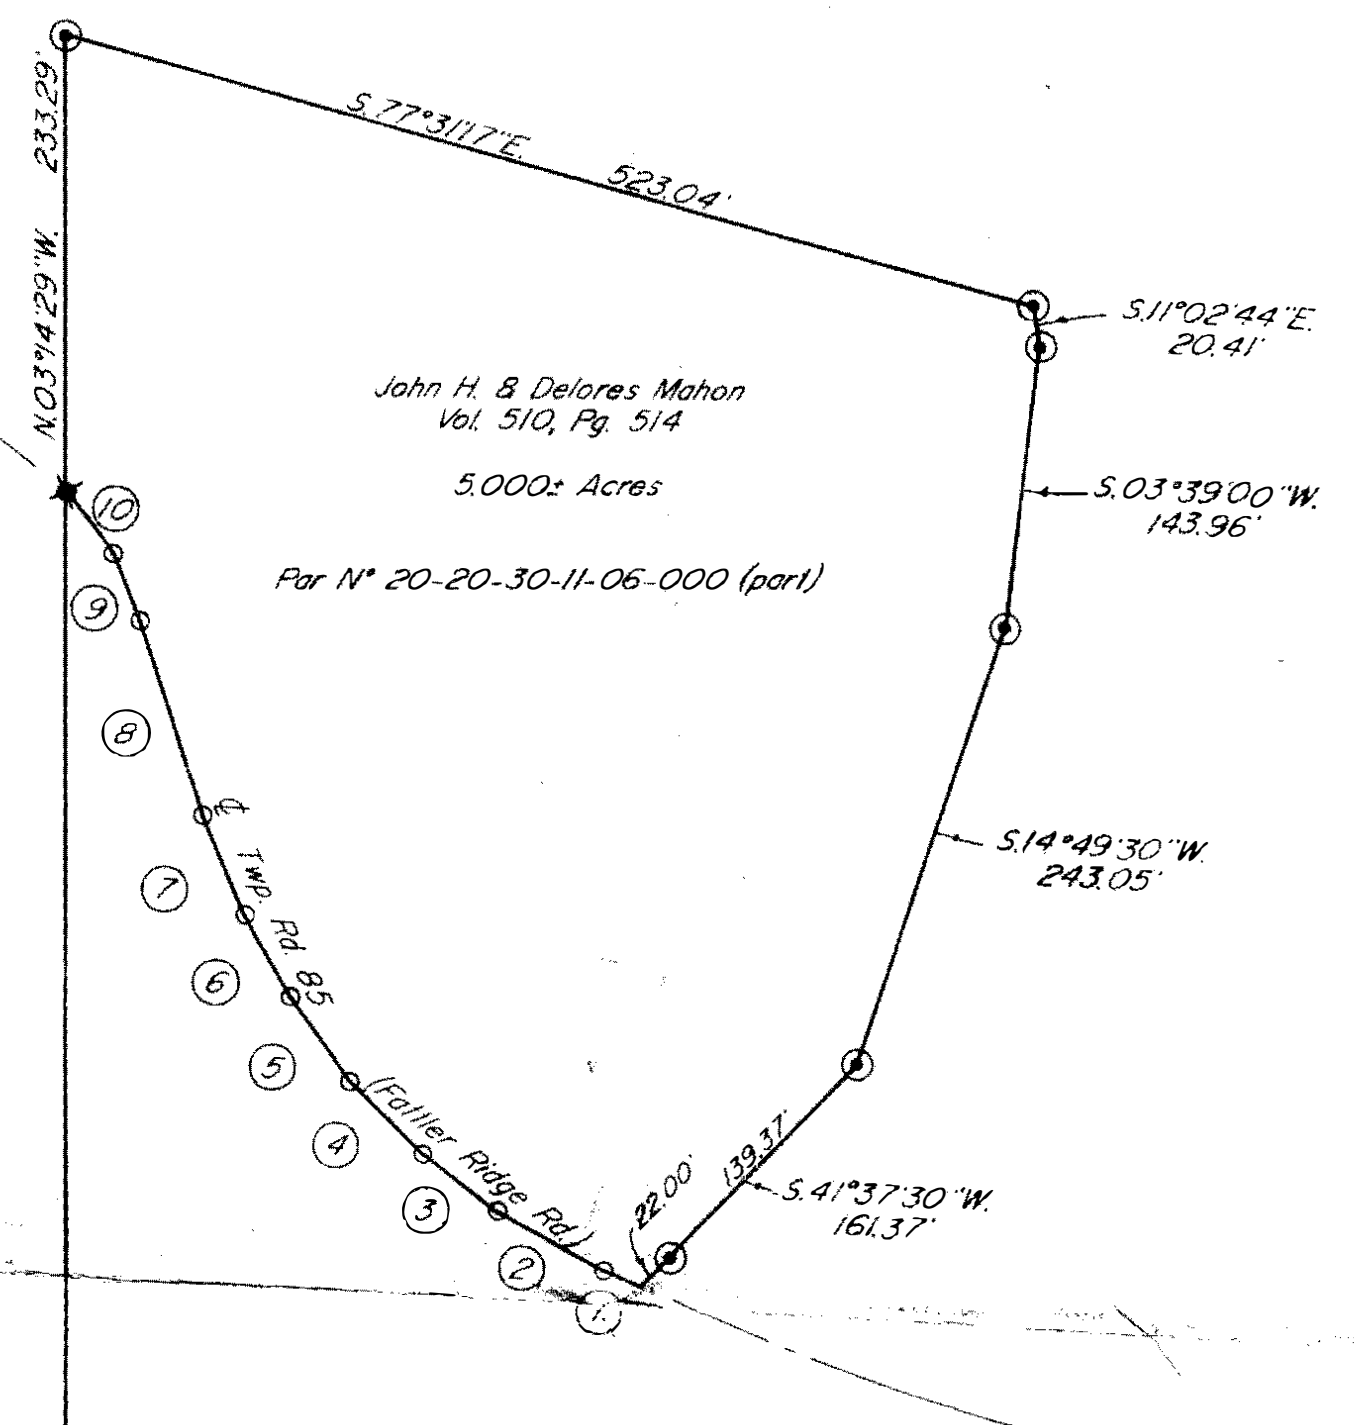 N.03°14'29"W. 233.29'
S.77°31'17"E. 523.04'
S.11°02'44"E.
20.41'
John H. & Delores Mahon
Vol. 510, Pg. 514
5.000± Acres
S.03°39'00"W.
143.96'
Par Nº 20-20-30-11-06-000 (part)
10
9
8
℄ Twp. Rd. 85
S.14°49'30"W.
243.05'
7
6
5
(Faller Ridge Rd.)
4
139.37'
22.00'
S.41°37'30"W.
161.37'
3
2
1.